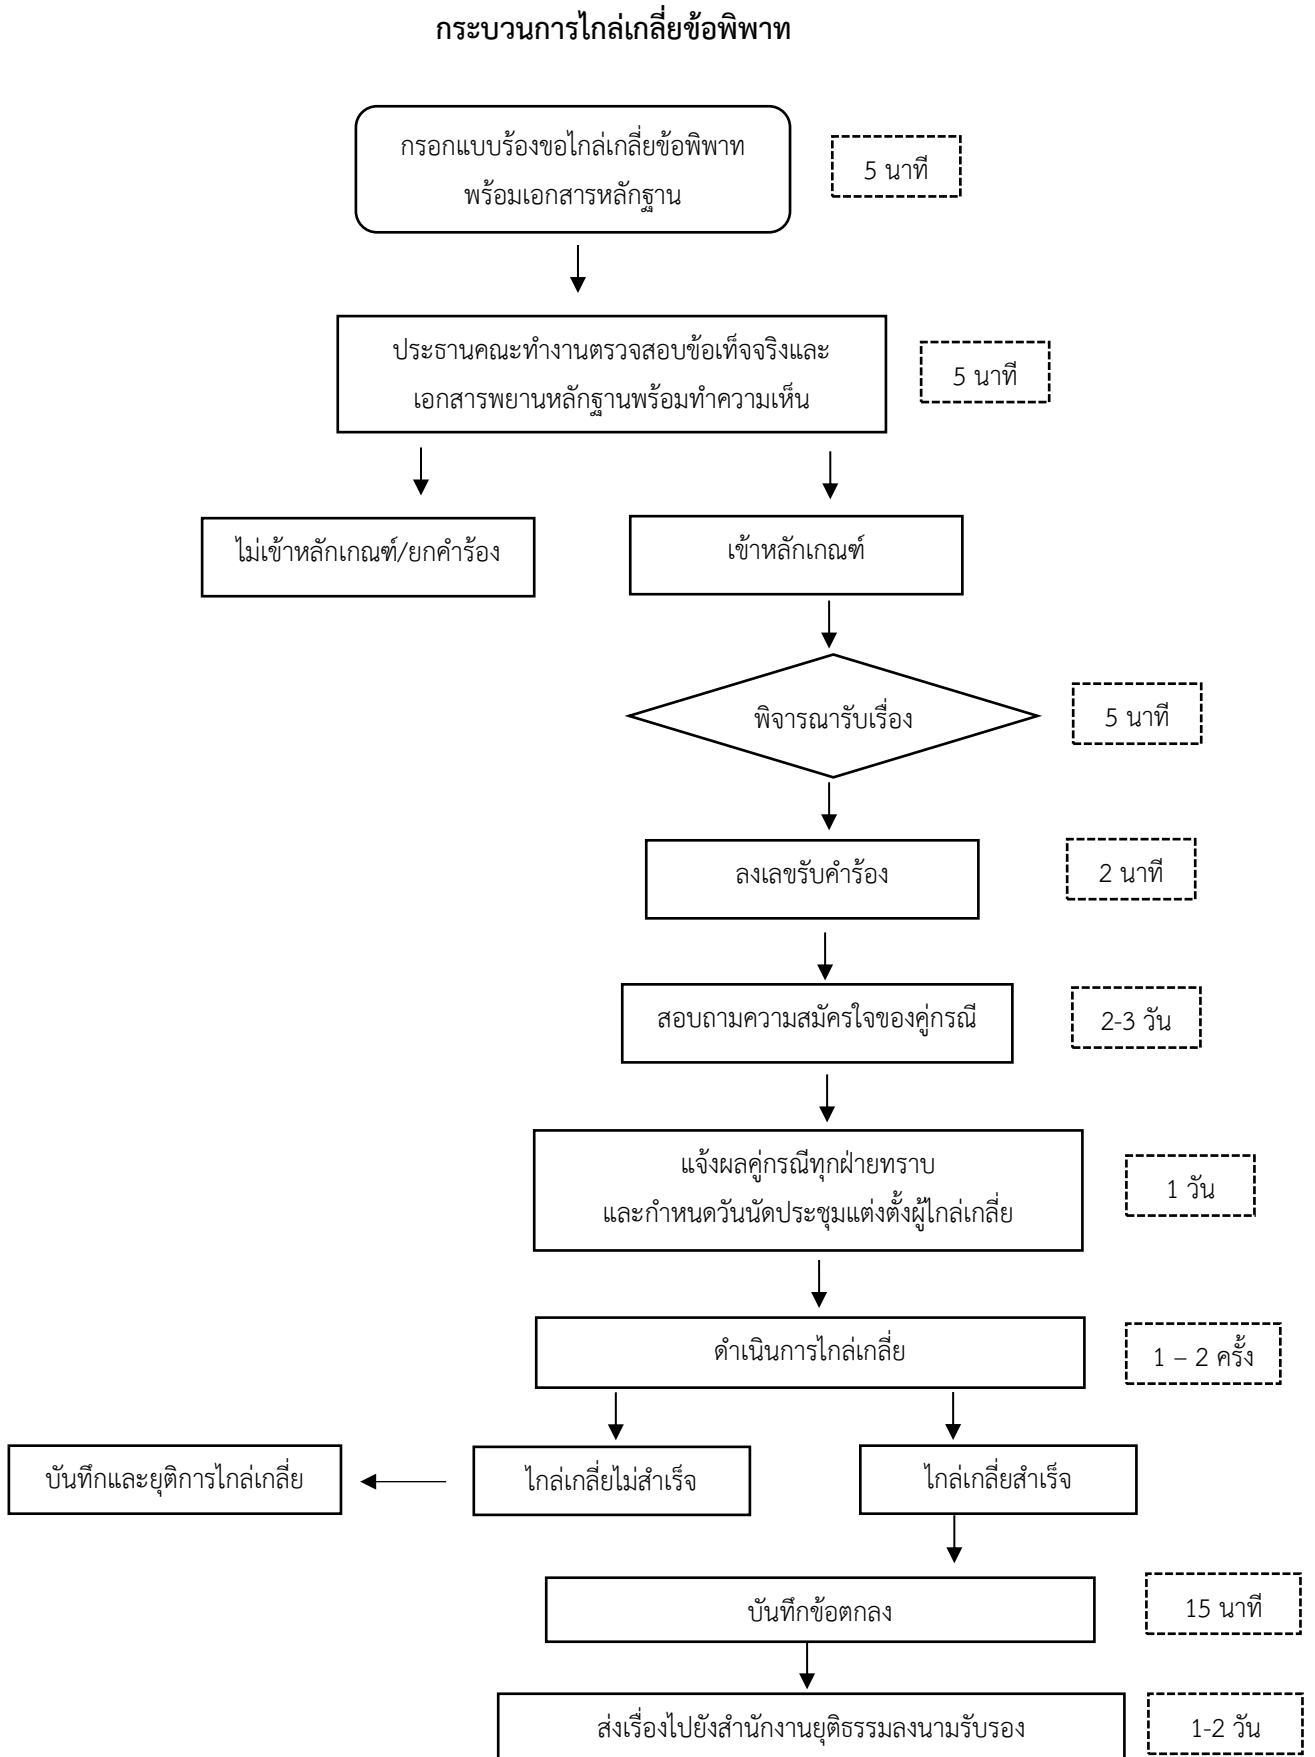 กระบวนการไกล่เกลี่ยข้อพิพาท
กรอกแบบร้องขอไกล่เกลี่ยข้อพิพาท
พร้อมเอกสารหลักฐาน
5 นาที
ประธานคณะทำงานตรวจสอบข้อเท็จจริงและ
เอกสารพยานหลักฐานพร้อมทำความเห็น
5 นาที
ไม่เข้าหลักเกณฑ์/ยกคำร้อง
เข้าหลักเกณฑ์
พิจารณารับเรื่อง
5 นาที
ลงเลขรับคำร้อง
2 นาที
สอบถามความสมัครใจของคู่กรณี
2-3 วัน
แจ้งผลคู่กรณีทุกฝ่ายทราบ
และกำหนดวันนัดประชุมแต่งตั้งผู้ไกล่เกลี่ย
1 วัน
ดำเนินการไกล่เกลี่ย
1 – 2 ครั้ง
บันทึกและยุติการไกล่เกลี่ย
ไกล่เกลี่ยไม่สำเร็จ
ไกล่เกลี่ยสำเร็จ
บันทึกข้อตกลง
15 นาที
ส่งเรื่องไปยังสำนักงานยุติธรรมลงนามรับรอง
1-2 วัน